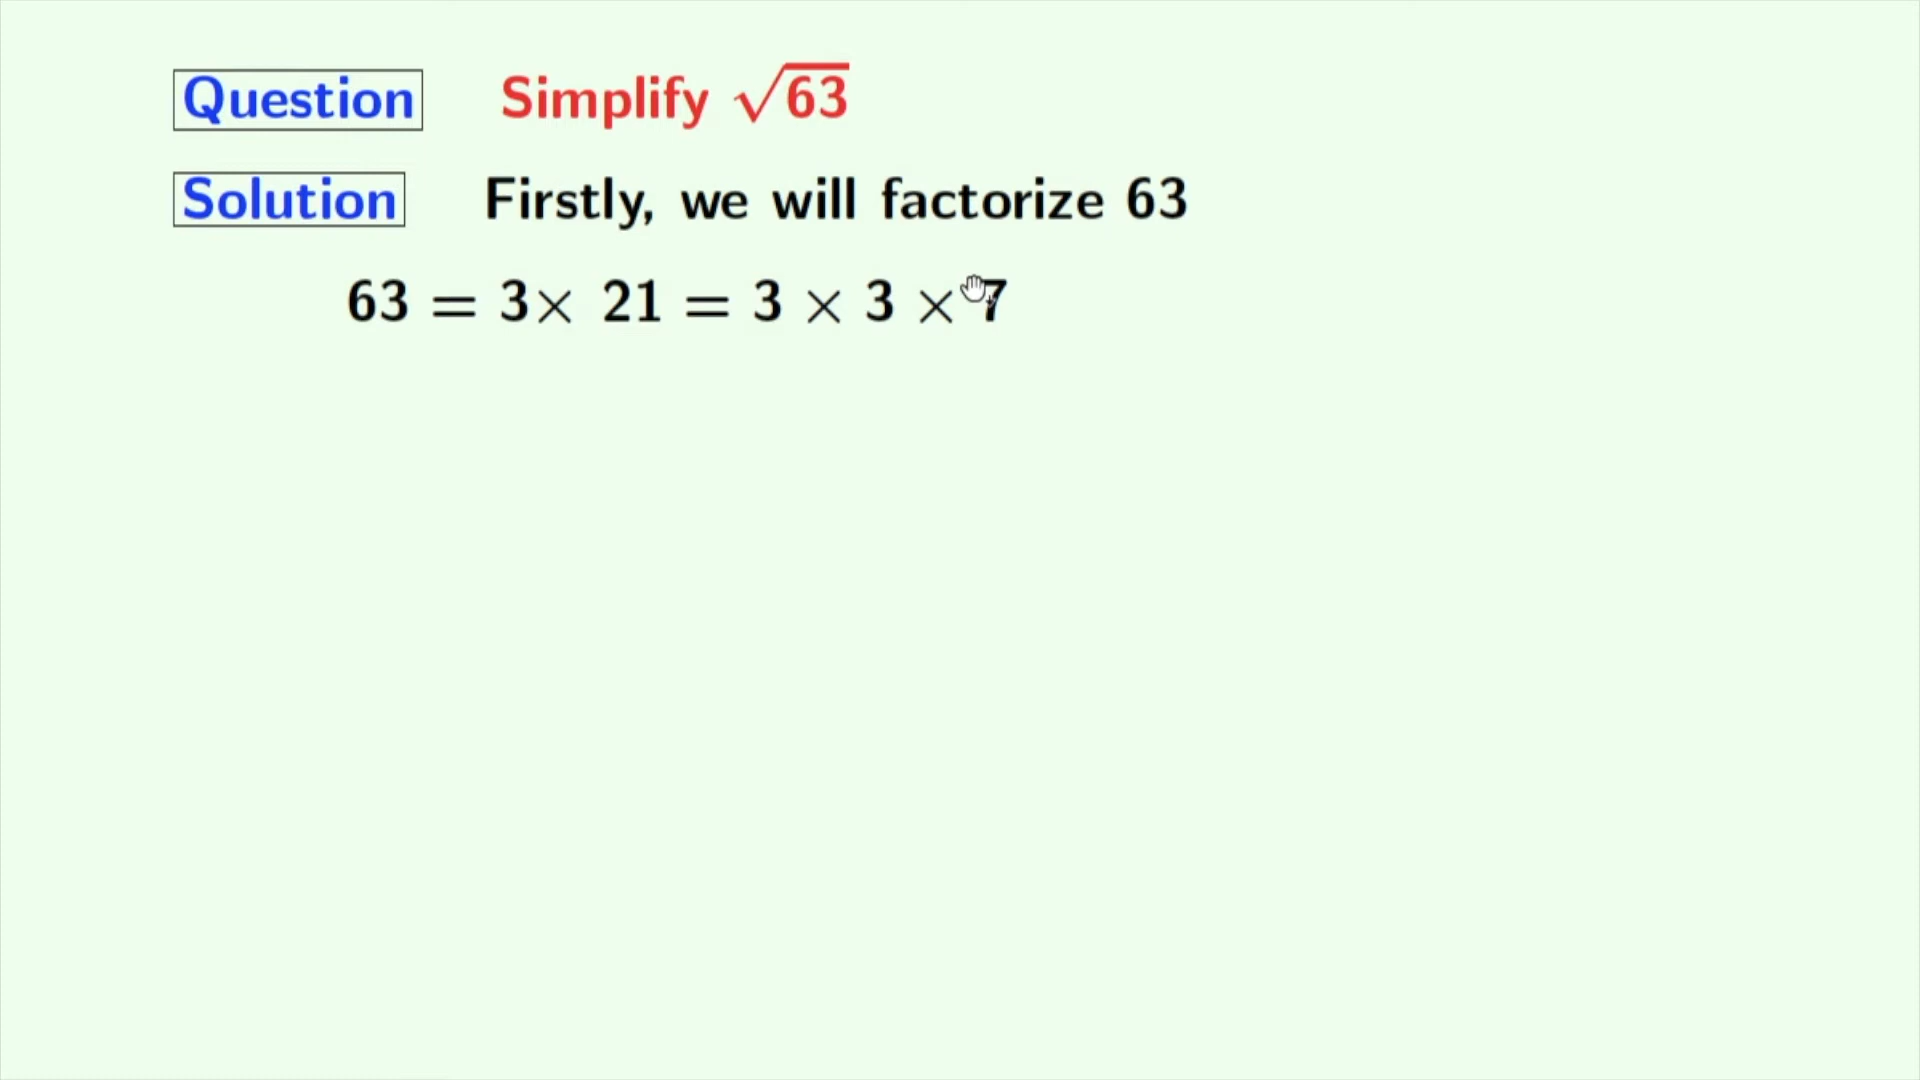 Question Simplify √63
Solution Firstly, we will factorize 63
63 = 3× 21 = 3 × 3 × 7